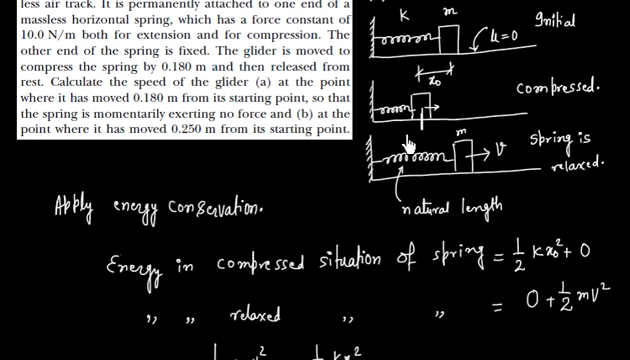 less air track. It is permanently attached to one end of a
massless horizontal spring, which has a force constant of
10.0 N/m both for extension and for compression. The
other end of the spring is fixed. The glider is moved to
compress the spring by 0.180 m and then released from
rest. Calculate the speed of the glider (a) at the point
where it has moved 0.180 m from its starting point, so that
the spring is momentarily exerting no force and (b) at the
point where it has moved 0.250 m from its starting point.
K m Initial
μ=0
x₀
compressed.
m
V Spring is
relaxed.
natural length
Apply energy conservation.
Energy in compressed situation of spring = 1/2 Kx₀² + 0
,, ,, relaxed ,, ,, = 0 + 1/2 mV²